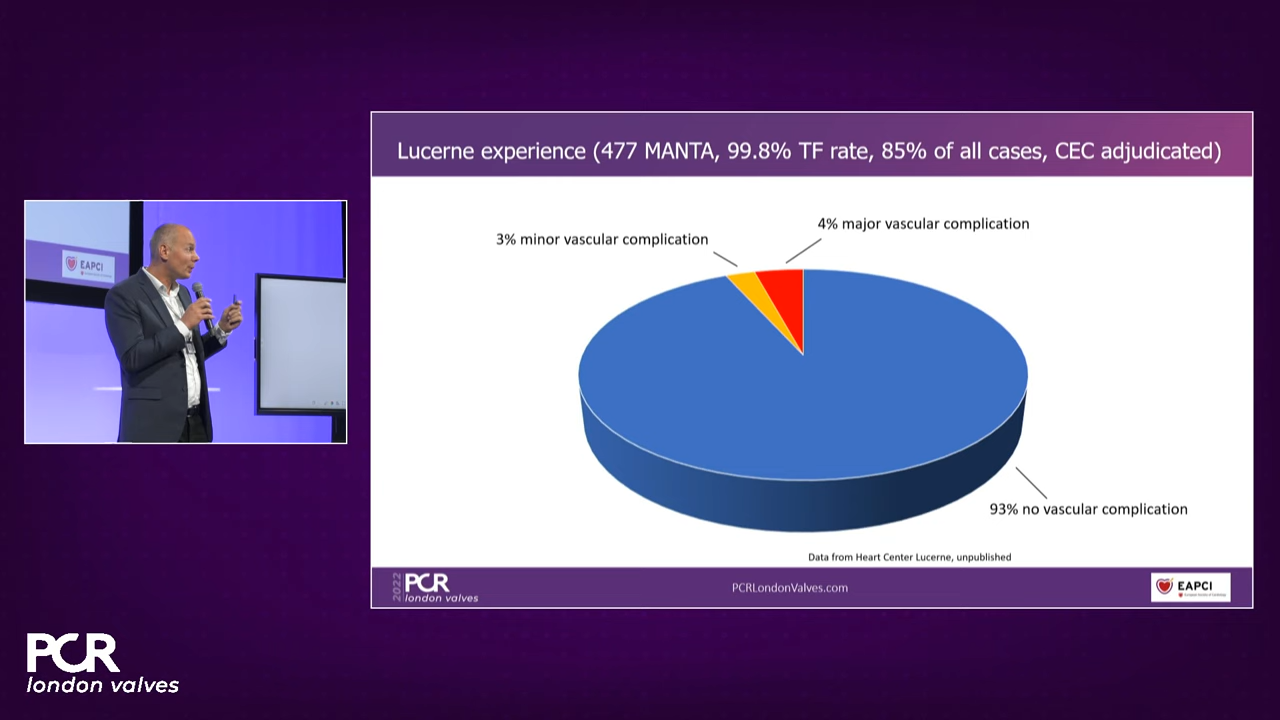 Lucerne experience (477 MANTA, 99.8% TF rate, 85% of all cases, CEC adjudicated)
4% major vascular complication
3% minor vascular complication
93% no vascular complication
Data from Heart Center Lucerne, unpublished
2022
PCR
london valves
PCRLondonValves.com
EAPCI
EAPCI
PCR
london valves